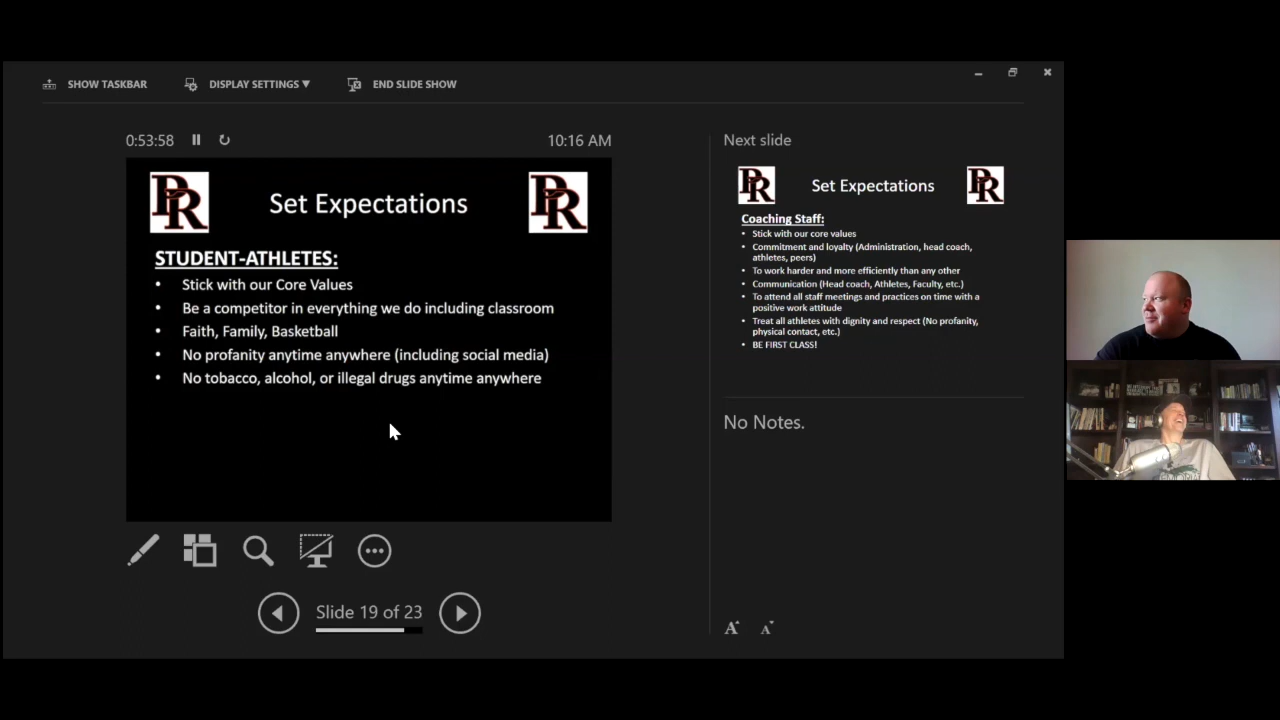 SHOW TASKBAR
DISPLAY SETTINGS ▼
END SLIDE SHOW
0:53:58
10:16 AM
PR
Set Expectations
PR
STUDENT-ATHLETES:
• Stick with our Core Values
• Be a competitor in everything we do including classroom
• Faith, Family, Basketball
• No profanity anytime anywhere (including social media)
• No tobacco, alcohol, or illegal drugs anytime anywhere
Slide 19 of 23
Next slide
PR
Set Expectations
PR
Coaching Staff:
• Stick with our core values
• Commitment and loyalty (Administration, head coach,
athletes, peers)
• To work harder and more efficiently than any other
• Communication (Head coach, Athletes, Faculty, etc.)
• To attend all staff meetings and practices on time with a
positive work attitude
• Treat all athletes with dignity and respect (No profanity,
physical contact, etc.)
• BE FIRST CLASS!
No Notes.
A A